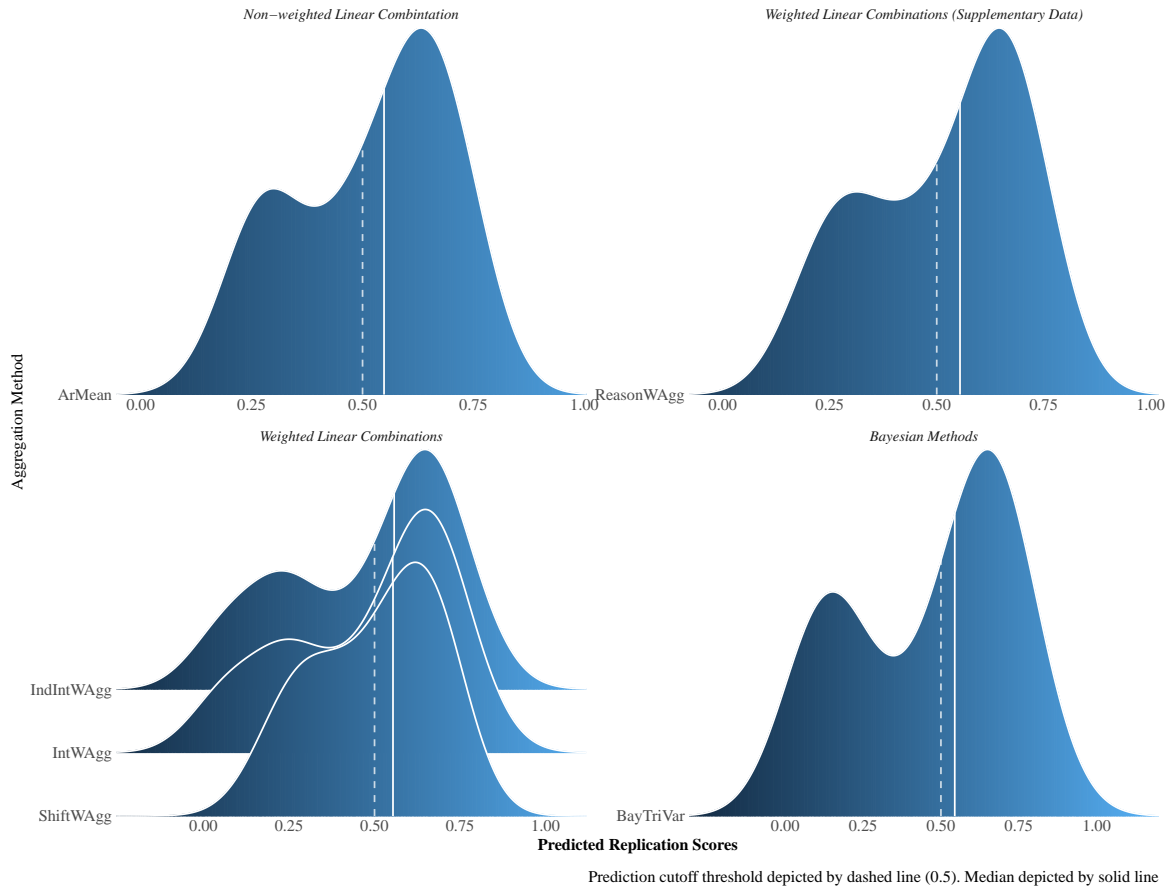 Non−weighted Linear Combintation
Weighted Linear Combinations (Supplementary Data)
ArMean
0.00 0.25 0.50 0.75 1.00
ReasonWAgg
0.00 0.25 0.50 0.75 1.00
Aggregation Method
Weighted Linear Combinations
Bayesian Methods
IndIntWAgg
IntWAgg
ShiftWAgg
0.00 0.25 0.50 0.75 1.00
BayTriVar
0.00 0.25 0.50 0.75 1.00
Predicted Replication Scores
Prediction cutoff threshold depicted by dashed line (0.5). Median depicted by solid line